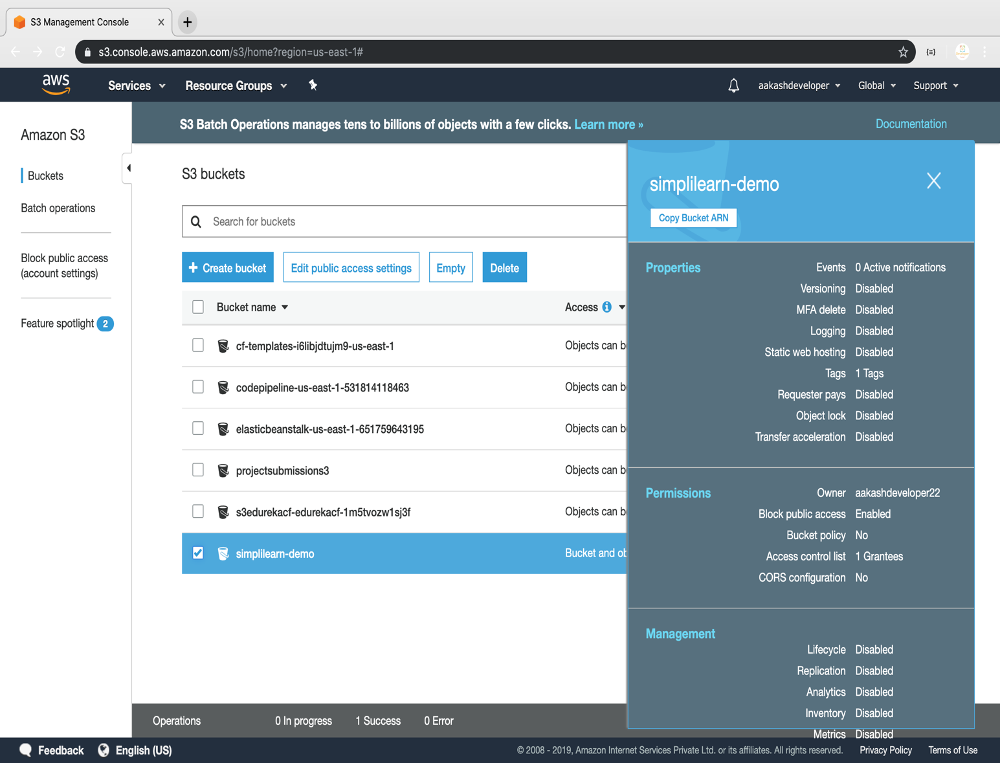 S3 Management Console
s3.console.aws.amazon.com/s3/home?region=us-east-1#
aws
Services
Resource Groups
aakashdeveloper
Global
Support
Amazon S3
Buckets
Batch operations
Block public access
(account settings)
Feature spotlight 2
S3 Batch Operations manages tens to billions of objects with a few clicks. Learn more »
Documentation
S3 buckets
Search for buckets
+ Create bucket
Edit public access settings
Empty
Delete
Bucket name
Access
cf-templates-i6libjdtujm9-us-east-1
Objects can b
codepipeline-us-east-1-531814118463
Objects can b
elasticbeanstalk-us-east-1-651759643195
Objects can b
projectsubmissions3
Objects can b
s3edurekacf-edurekacf-1m5tvozw1sj3f
Objects can b
simplilearn-demo
Bucket and ob
simplilearn-demo
Copy Bucket ARN
Properties
Events 0 Active notifications
Versioning Disabled
MFA delete Disabled
Logging Disabled
Static web hosting Disabled
Tags 1 Tags
Requester pays Disabled
Object lock Disabled
Transfer acceleration Disabled
Permissions
Owner aakashdeveloper22
Block public access Enabled
Bucket policy No
Access control list 1 Grantees
CORS configuration No
Management
Lifecycle Disabled
Replication Disabled
Analytics Disabled
Inventory Disabled
Metrics Disabled
Operations
0 In progress
1 Success
0 Error
Feedback
English (US)
© 2008 - 2019, Amazon Internet Services Private Ltd. or its affiliates. All rights reserved.
Privacy Policy
Terms of Use